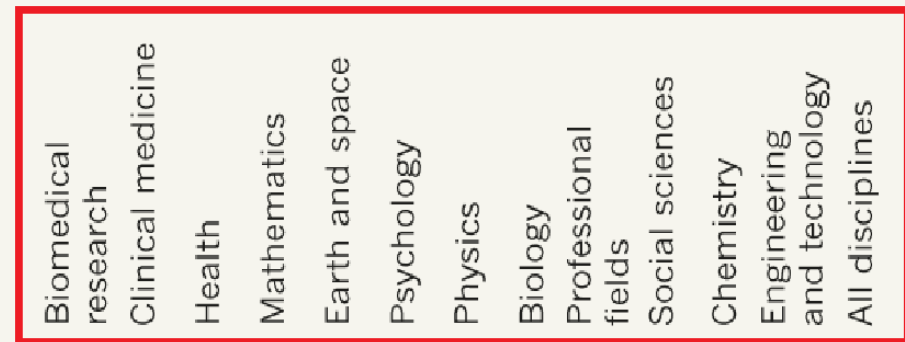 Biomedical
research
Clinical medicine
Health
Mathematics
Earth and space
Psychology
Physics
Biology
Professional
fields
Social sciences
Chemistry
Engineering
and technology
All disciplines